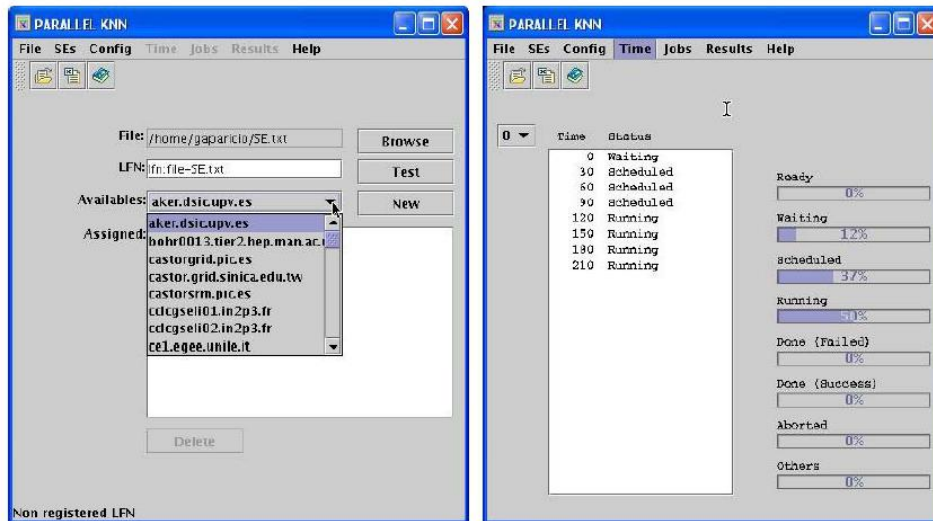 PARALLEL KNN
File SEs Config Time Jobs Results Help
File: /home/gaparicio/SE.txt Browse
LFN: lfn:file-SE.txt Test
Availables: aker.dsic.upv.es New
aker.dsic.upv.es
Assigned: bohr0013.tier2.hep.man.ac.
castorgrid.pic.es
castor.grid.sinica.edu.tw
castorsrm.pic.es
cclcgseli01.in2p3.fr
cclcgseli02.in2p3.fr
ce1.egee.unile.it
Delete
Non registered LFN
PARALLEL KNN
File SEs Config Time Jobs Results Help
0 Time Status
0 Waiting
30 Scheduled
60 Scheduled
90 Scheduled
120 Running
150 Running
180 Running
210 Running
Ready
0%
Waiting
12%
Scheduled
37%
Running
50%
Done (Failed)
0%
Done (Success)
0%
Aborted
0%
Others
0%